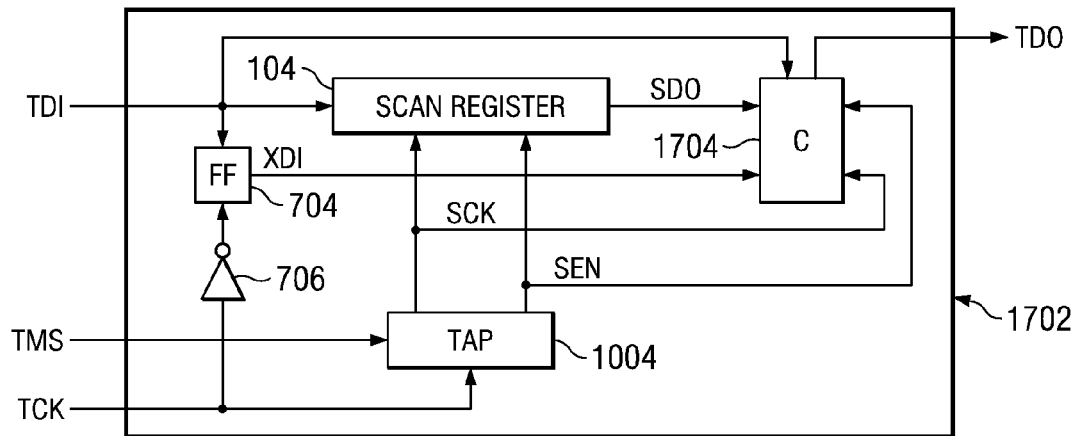 TDO
104
SCAN REGISTER
SDO
TDI
1704
C
XDI
FF
704
SCK
706
SEN
1702
TMS
TAP
1004
TCK